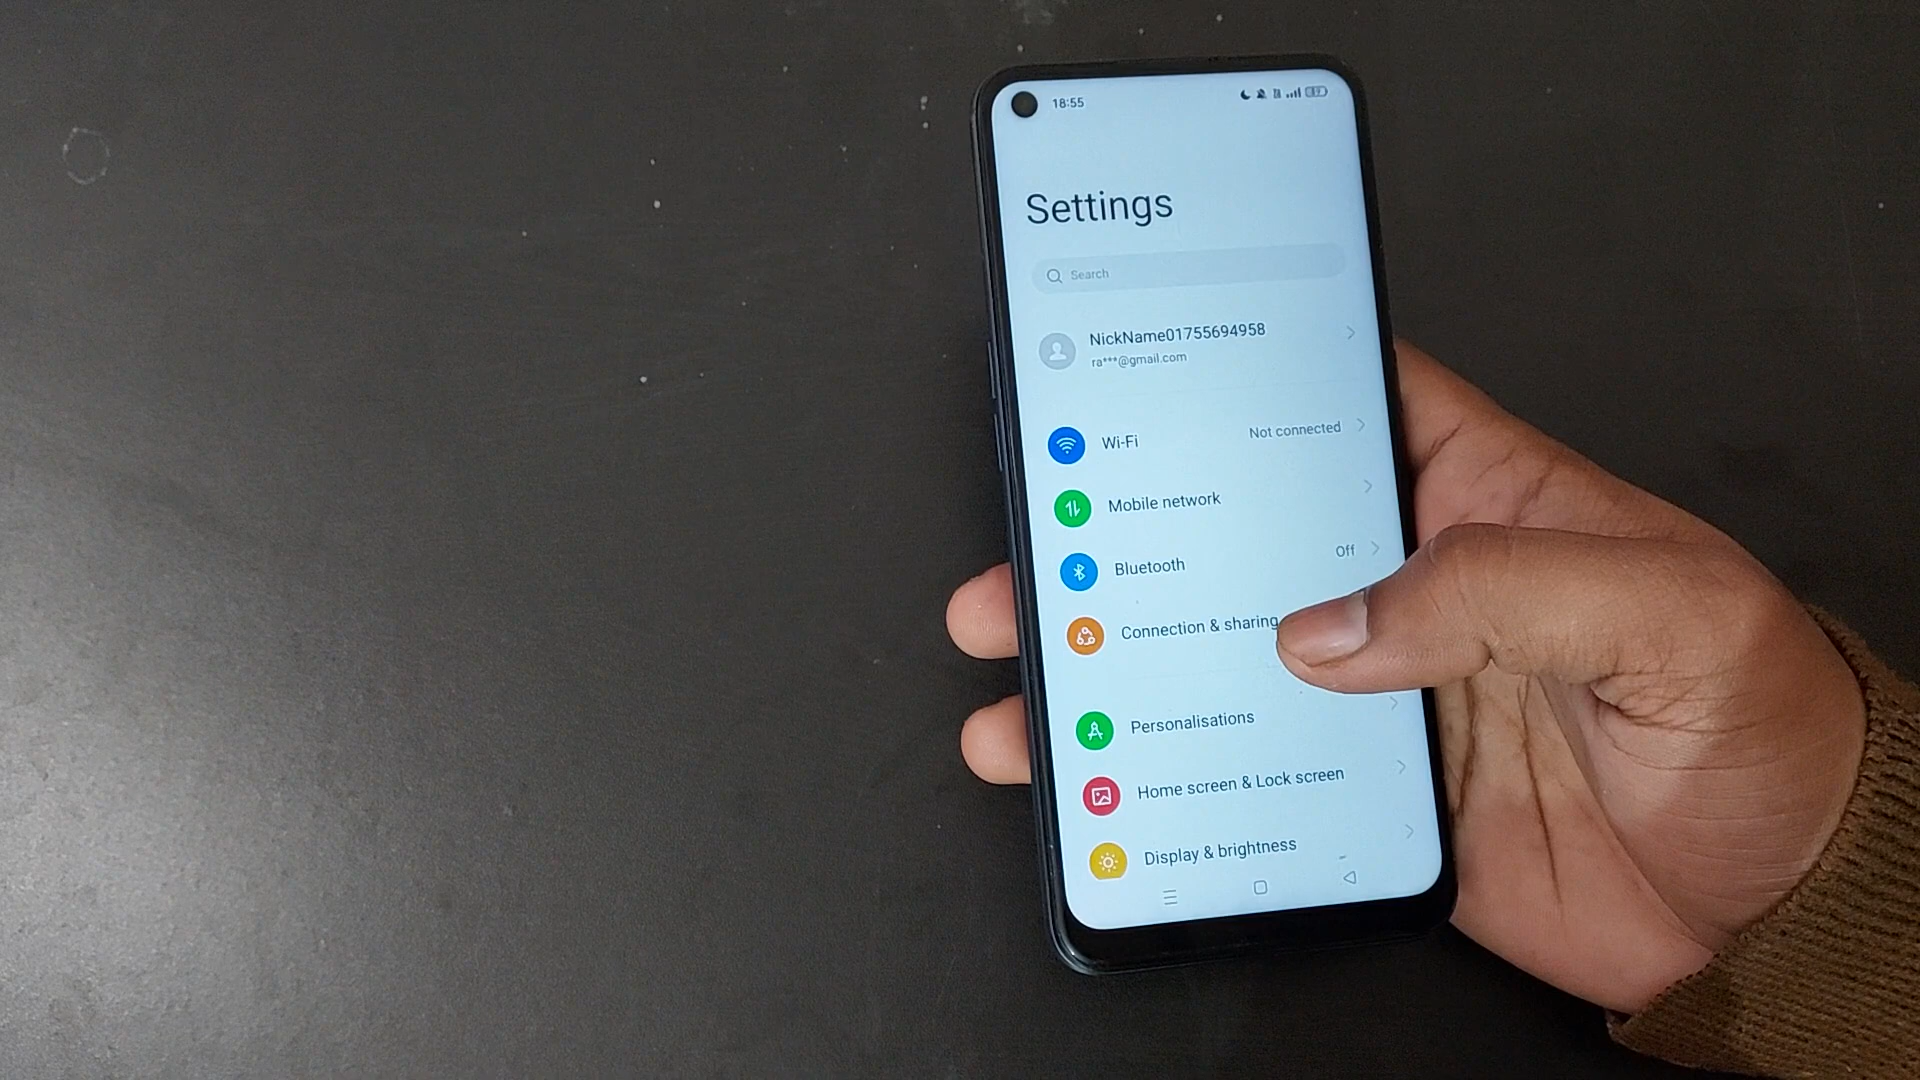 18:55
Settings
Search
NickName01755694958
ra***@gmail.com
Wi-Fi Not connected
Mobile network
Bluetooth Off
Connection & sharing
Personalisations
Home screen & Lock screen
Display & brightness